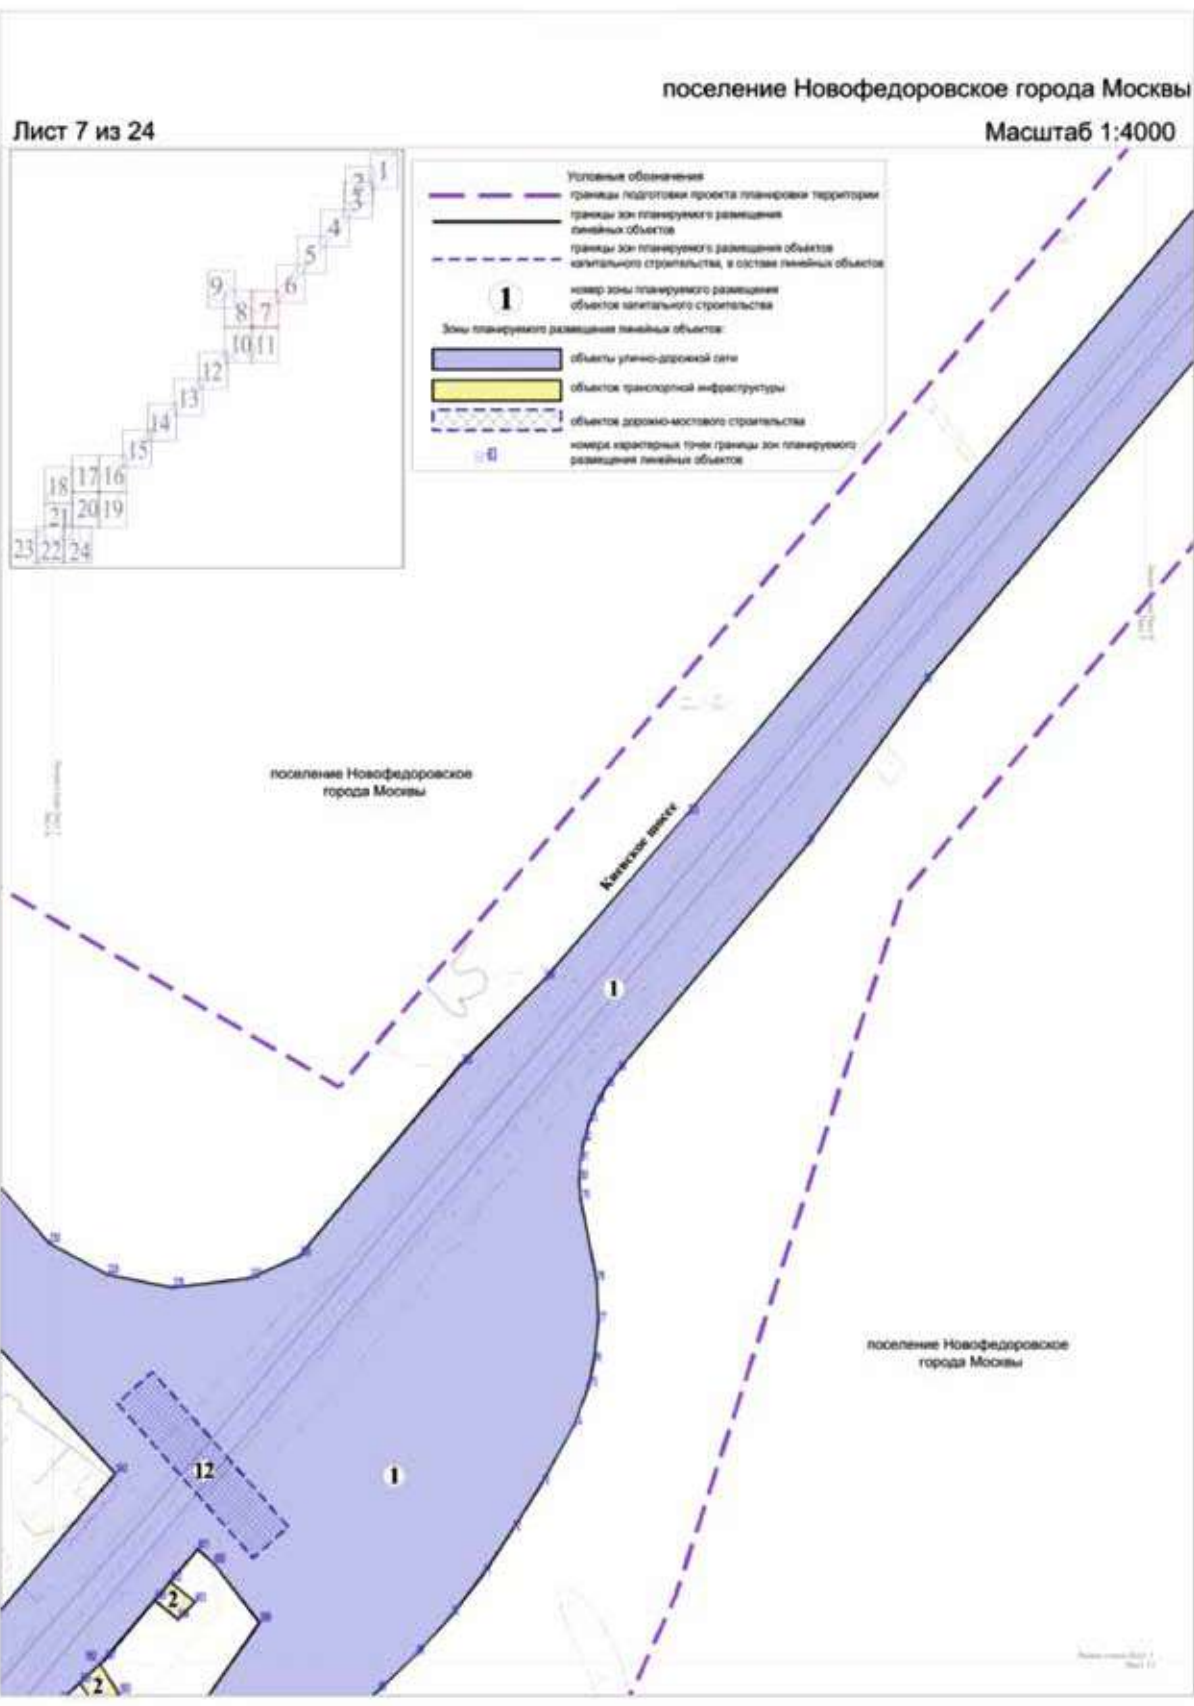 поселение Новофедоровское города Москвы
Лист 7 из 24
Масштаб 1:4000
1
2
3
4
5
6
9
8
7
10
11
12
13
14
15
17
16
18
20
19
21
23
22
24
Условные обозначения
границы подготовки проекта планировки территории
границы зон планируемого размещения
линейных объектов
границы зон планируемого размещения объектов
капитального строительства, в составе линейных объектов
1
номер зоны планируемого размещения
объектов капитального строительства
Зоны планируемого размещения линейных объектов:
объекты улично-дорожной сети
объектов транспортной инфраструктуры
объектов дорожно-мостового строительства
номера характерных точек границы зон планируемого
размещения линейных объектов
поселение Новофедоровское
города Москвы
Киевское шоссе
1
поселение Новофедоровское
города Москвы
12
1
2
2